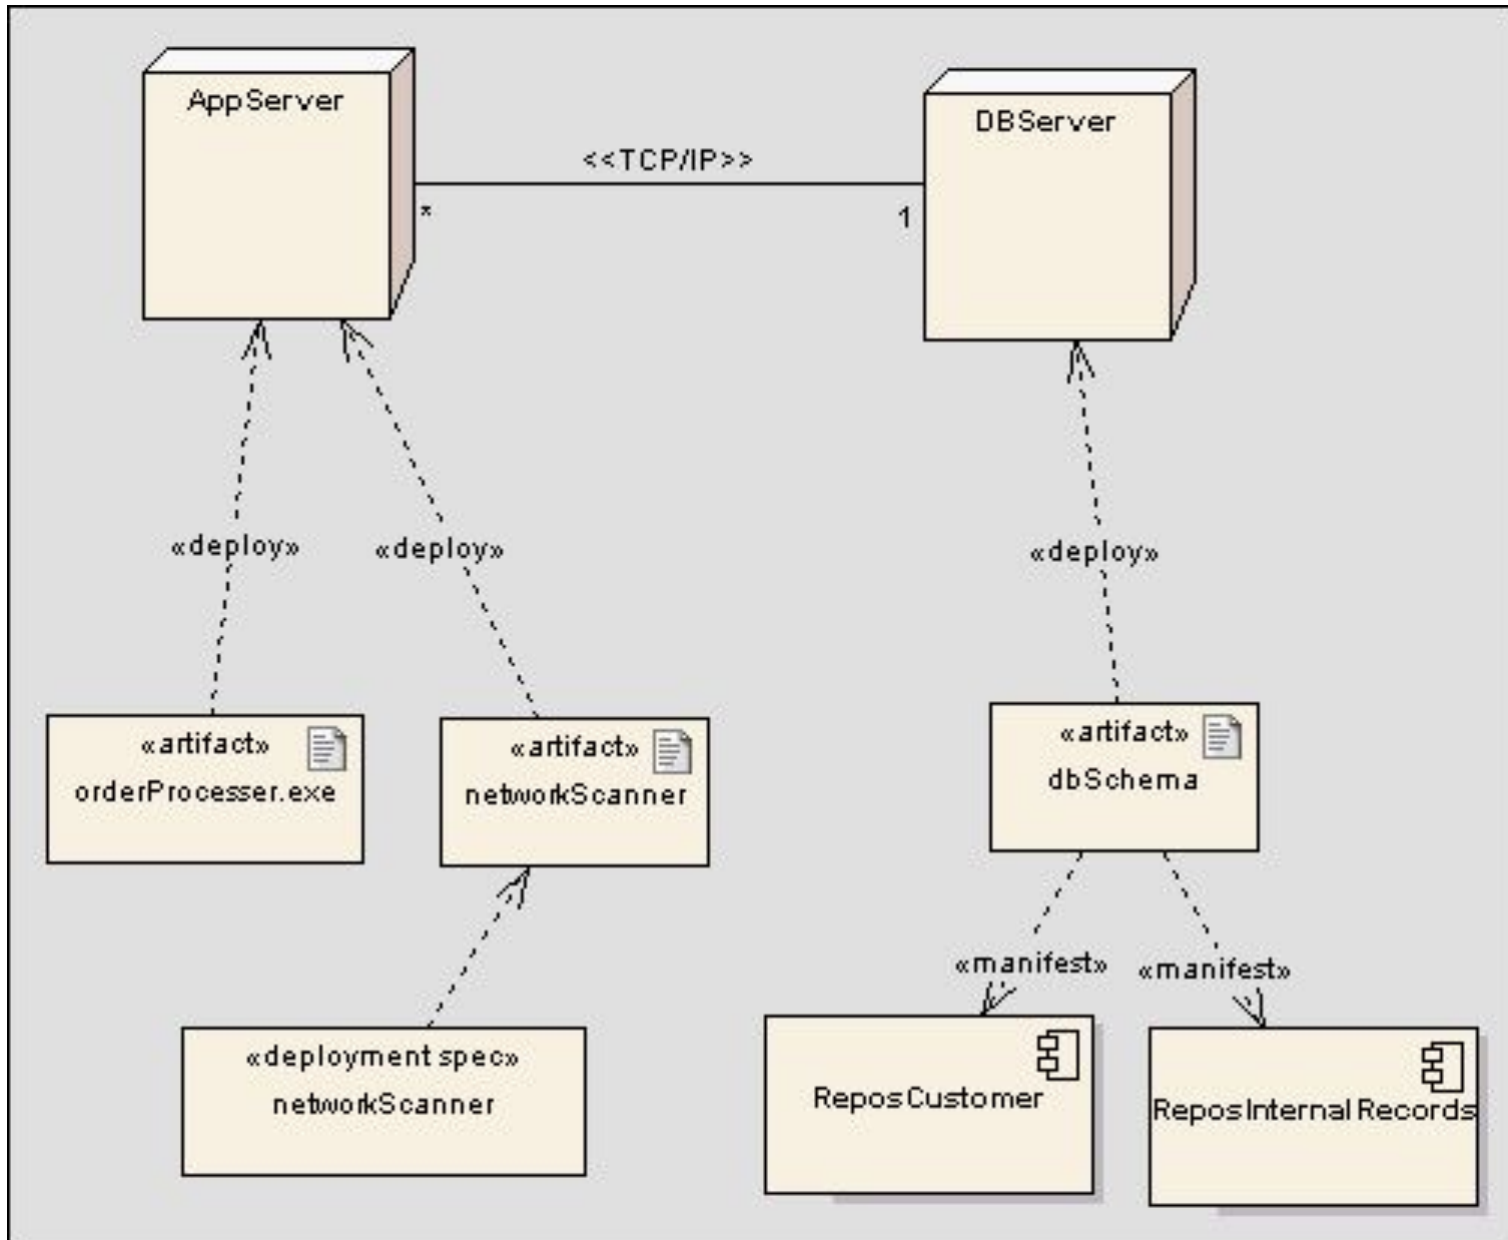 AppServer
DBServer
<<TCP/IP>>
*
1
«deploy»
«deploy»
«deploy»
«artifact»
orderProcesser.exe
«artifact»
networkScanner
«artifact»
dbSchema
«manifest»
«manifest»
«deployment spec»
networkScanner
ReposCustomer
ReposInternalRecords